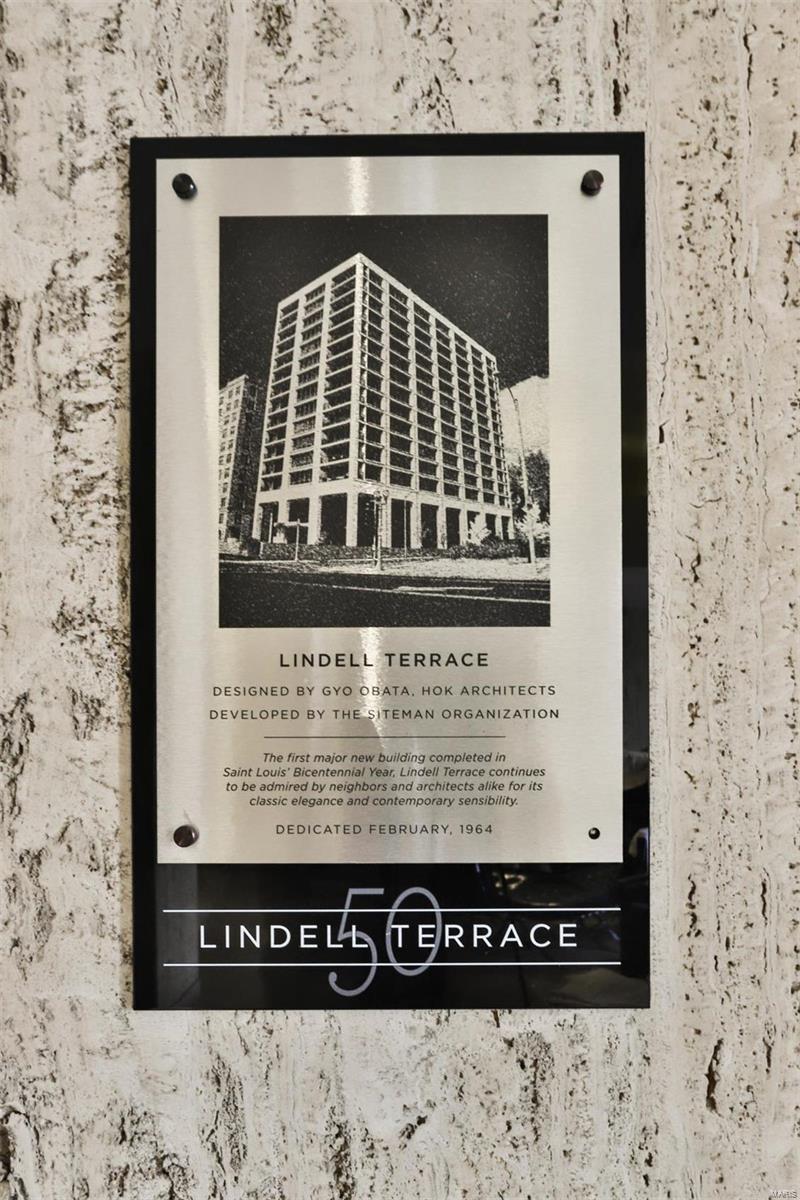 LINDELL TERRACE
DESIGNED BY GYO OBATA, HOK ARCHITECTS
DEVELOPED BY THE SITEMAN ORGANIZATION
The first major new building completed in
Saint Louis' Bicentennial Year, Lindell Terrace continues
to be admired by neighbors and architects alike for its
classic elegance and contemporary sensibility.
DEDICATED FEBRUARY, 1964
50
LINDELL TERRACE
MARIS